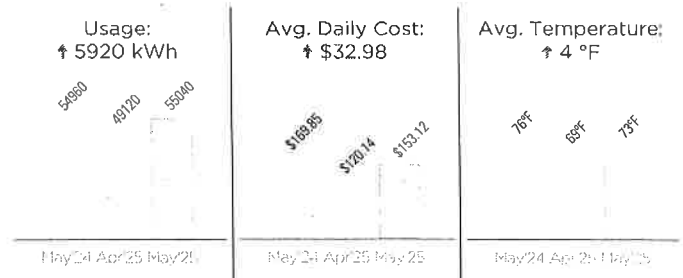 Usage:
↑ 5920 kWh
54960
49120
55040
May'24 Apr'25 May'25
Avg. Daily Cost:
↑ $32.98
$169.85
$120.14
$153.12
May'24 Apr'25 May'25
Avg. Temperature:
↑ 4 °F
76°F
69°F
73°F
May'24 Apr'25 May'25